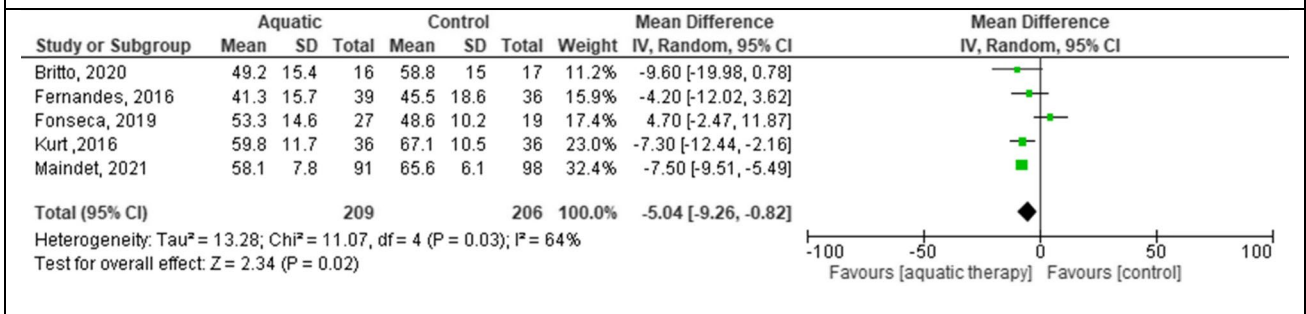 Aquatic Control Mean Difference Mean Difference
Study or Subgroup Mean SD Total Mean SD Total Weight IV, Random, 95% CI IV, Random, 95% CI
Britto, 2020 49.2 15.4 16 58.8 15 17 11.2% -9.60 [-19.98, 0.78]
Fernandes, 2016 41.3 15.7 39 45.5 18.6 36 15.9% -4.20 [-12.02, 3.62]
Fonseca, 2019 53.3 14.6 27 48.6 10.2 19 17.4% 4.70 [-2.47, 11.87]
Kurt ,2016 59.8 11.7 36 67.1 10.5 36 23.0% -7.30 [-12.44, -2.16]
Maindet, 2021 58.1 7.8 91 65.6 6.1 98 32.4% -7.50 [-9.51, -5.49]
Total (95% CI) 209 206 100.0% -5.04 [-9.26, -0.82]
Heterogeneity: Tau² = 13.28; Chi² = 11.07, df = 4 (P = 0.03); I² = 64%
Test for overall effect: Z = 2.34 (P = 0.02)
-100 -50 0 50 100
Favours [aquatic therapy] Favours [control]